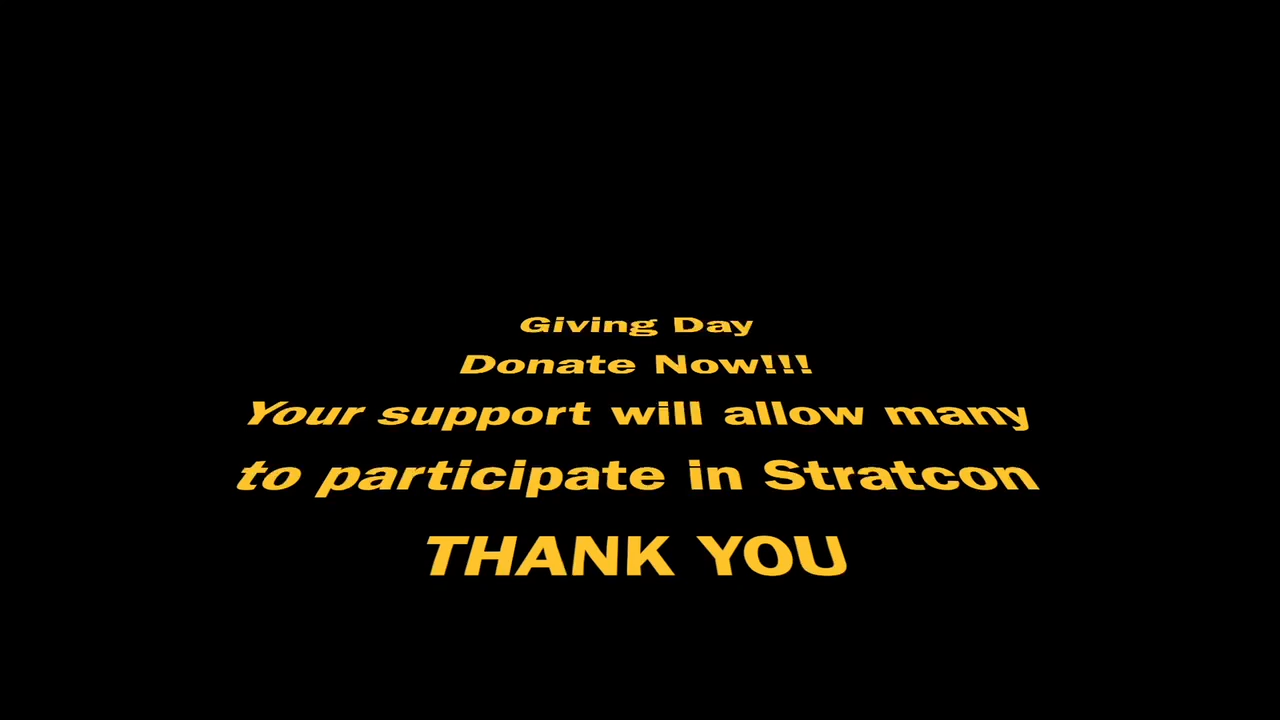 Giving Day
Donate Now!!!
Your support will allow many
to participate in Stratcon
THANK YOU